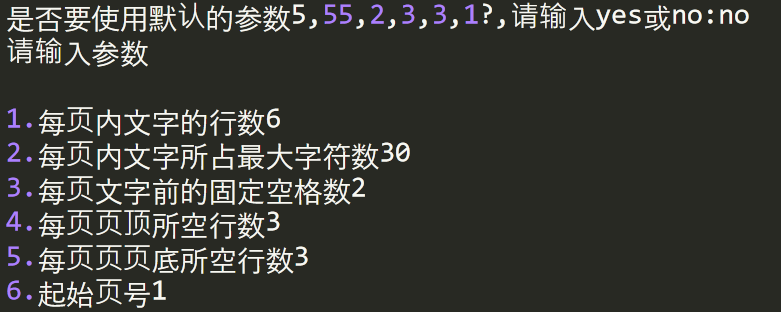 是否要使用默认的参数5,55,2,3,3,1?,请输入yes或no:no
请输入参数
1.每页内文字的行数6
2.每页内文字所占最大字符数30
3.每页文字前的固定空格数2
4.每页页顶所空行数3
5.每页页页底所空行数3
6.起始页号1